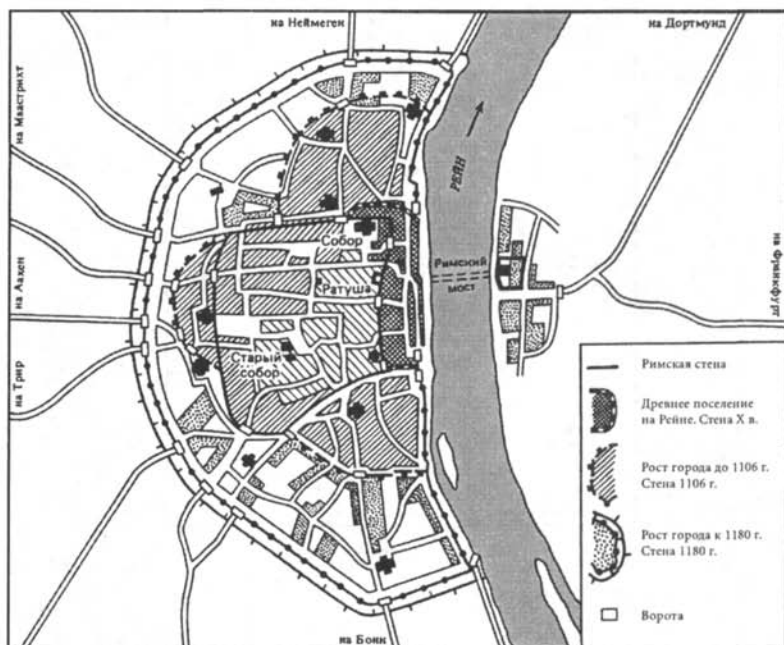 на Неймеген
на Дортмунд
на Маастрихт
РЕЙН
Собор
Римский
мост
на Франкфурт
Ратуша
на Аахен
Старый
собор
на Трир
на Бонн
Римская стена
Древнее поселение
на Рейне. Стена X в.
Рост города до 1106 г.
Стена 1106 г.
Рост города к 1180 г.
Стена 1180 г.
Ворота